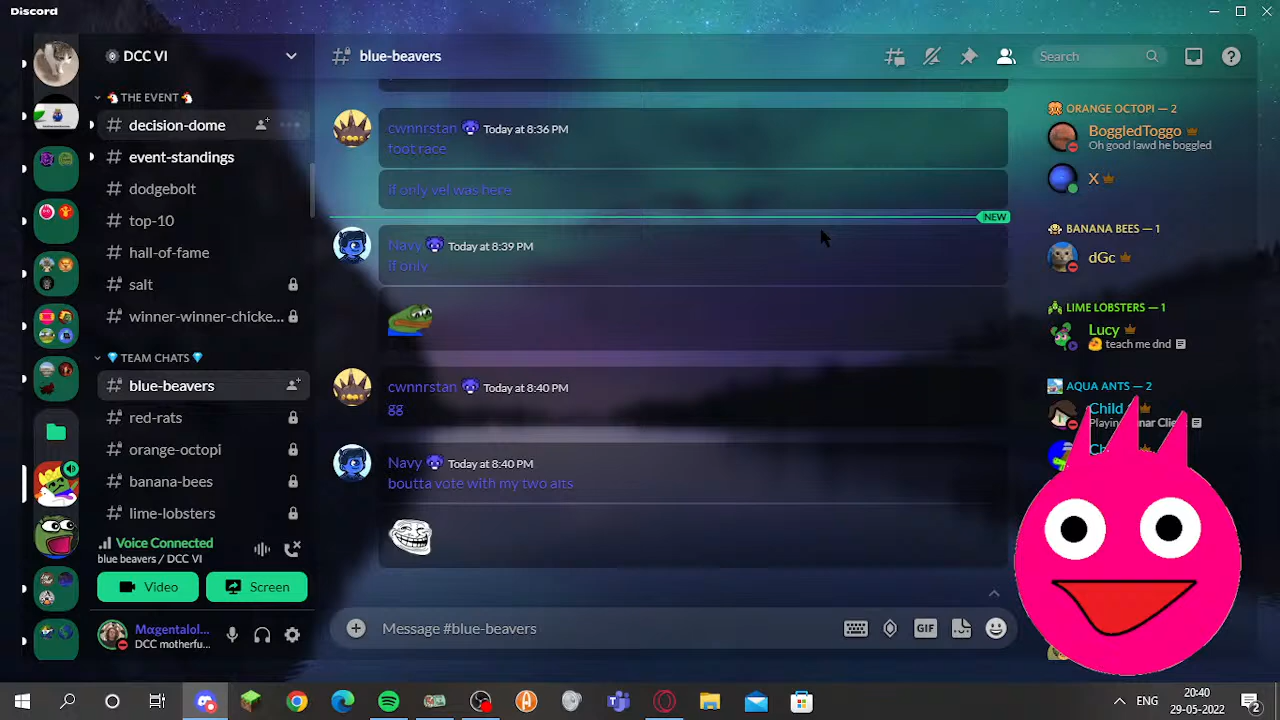 Discord
DCC VI
THE EVENT
decision-dome
event-standings
dodgebolt
top-10
hall-of-fame
salt
winner-winner-chicke...
TEAM CHATS
blue-beavers
red-rats
orange-octopi
banana-bees
lime-lobsters
Voice Connected
blue beavers / DCC VI
Video
Screen
Magentalol...
DCC motherfu...
blue-beavers
Search
cwnnrstan Today at 8:36 PM
foot race
if only vel was here
NEW
Navy Today at 8:39 PM
if only
cwnnrstan Today at 8:40 PM
gg
Navy Today at 8:40 PM
boutta vote with my two alts
Message #blue-beavers
GIF
ORANGE OCTOPI — 2
BoggledToggo
Oh good lawd he boggled
X
BANANA BEES — 1
dGc
LIME LOBSTERS — 1
Lucy
teach me dnd
AQUA ANTS — 2
Child
Playing
ENG
20:40
29-05-2022
2